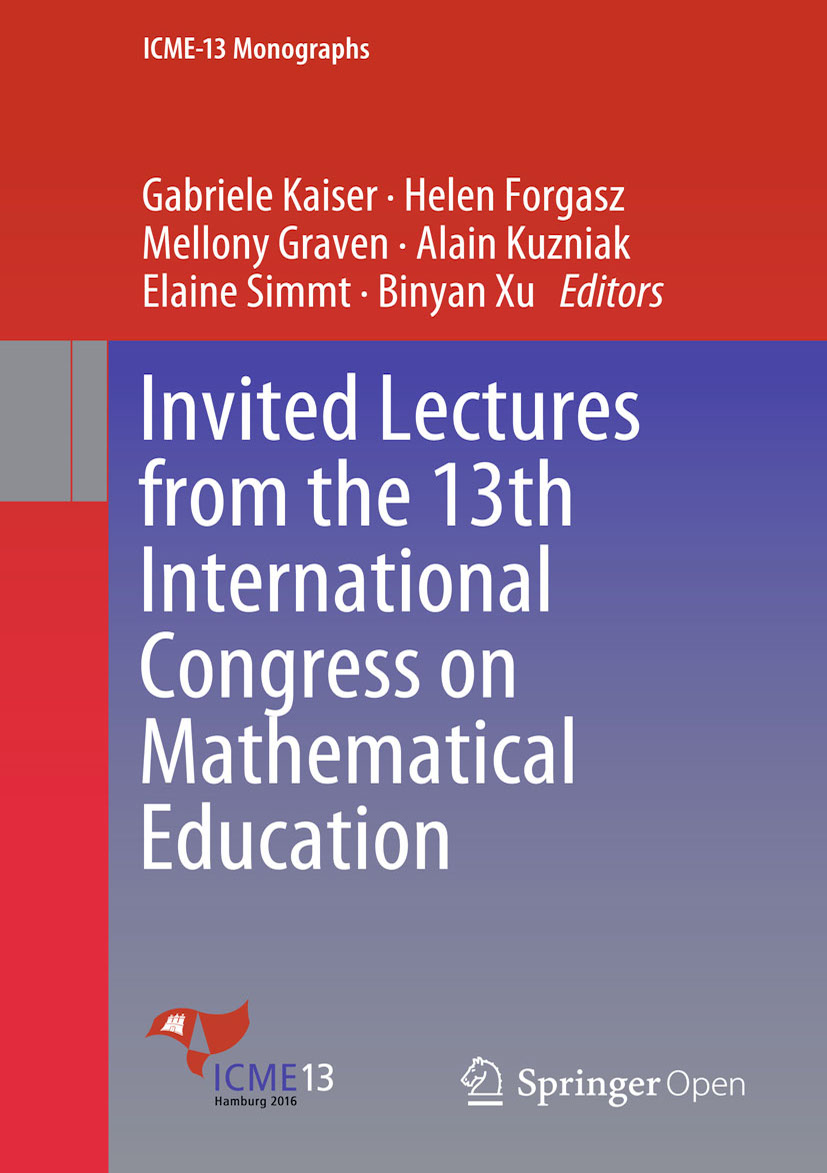 ICME-13 Monographs
Gabriele Kaiser · Helen Forgasz
Mellony Graven · Alain Kuzniak
Elaine Simmt · Binyan Xu Editors
Invited Lectures
from the 13th
International
Congress on
Mathematical
Education
ICME13
Hamburg 2016
Springer Open